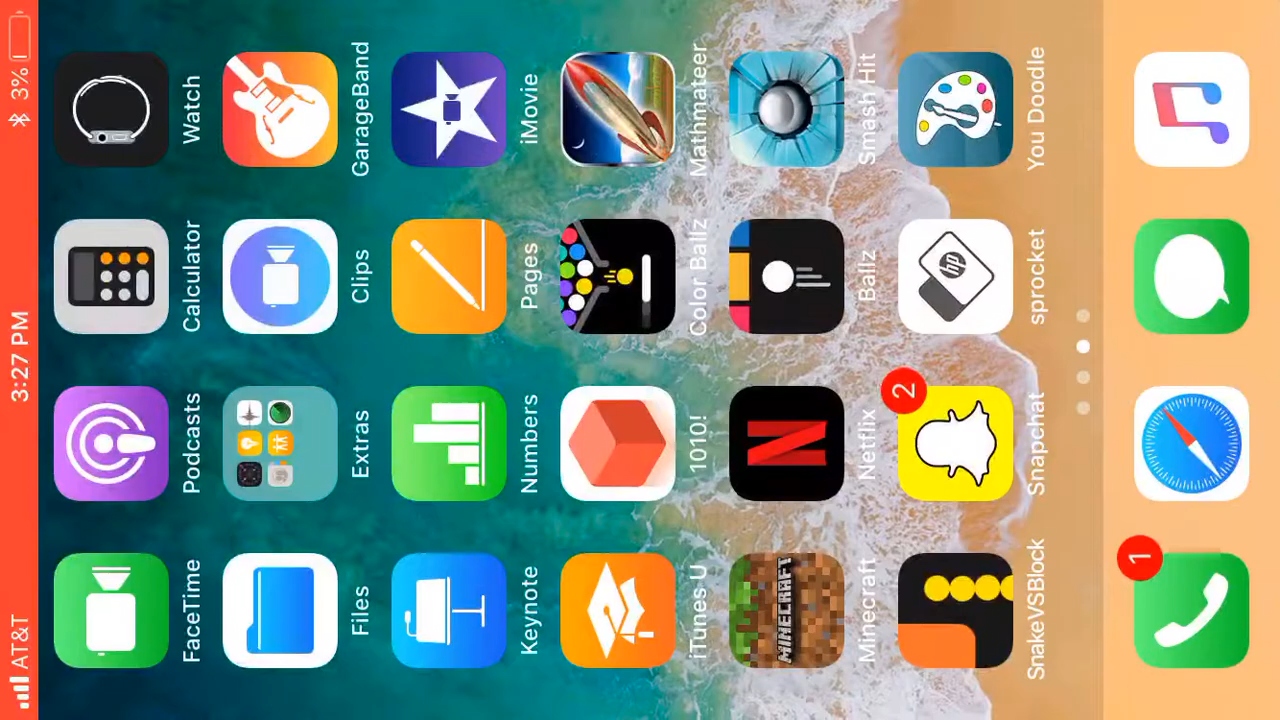 AT&T 3:27 PM 3%
FaceTime Podcasts Calculator Watch
Files Extras Clips GarageBand
Keynote Numbers Pages iMovie
iTunes U 1010! Color Ballz Mathmateer
MINECRAFT
Minecraft Netflix Ballz Smash Hit
2
hp
SnakeVSBlock Snapchat sprocket You Doodle
1